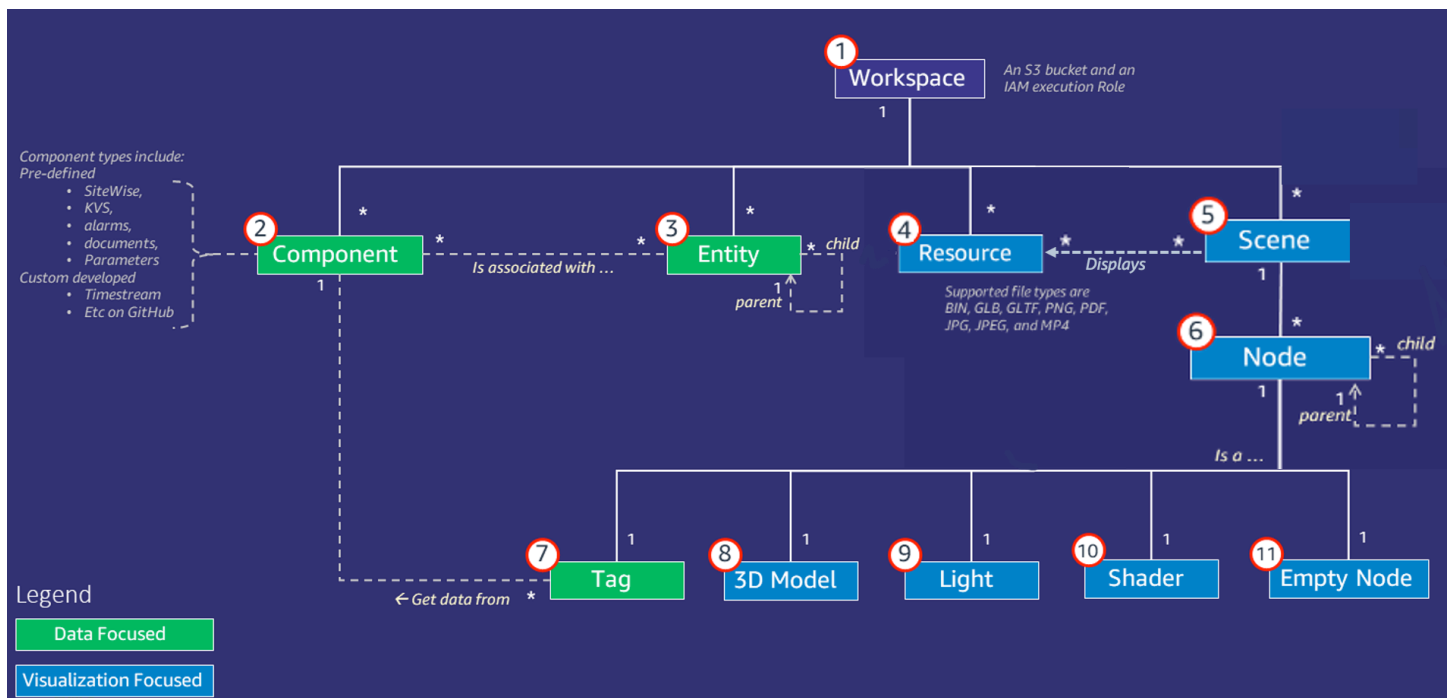 1
Workspace
An S3 bucket and an
IAM execution Role
1
Component types include:
Pre-defined
• SiteWise,
• KVS,
• alarms,
• documents,
• Parameters
Custom developed
• Timestream
• Etc on GitHub
*
*
*
*
2
Component
*
Is associated with ...
*
3
Entity
*
child
1
parent
4
Resource
*
Displays
*
5
Scene
1
1
Supported file types are
BIN, GLB, GLTF, PNG, PDF,
JPG, JPEG, and MP4
*
6
Node
*
child
1
1
parent
Is a ...
1
1
1
1
1
7
Tag
8
3D Model
9
Light
10
Shader
11
Empty Node
← Get data from
*
Legend
Data Focused
Visualization Focused